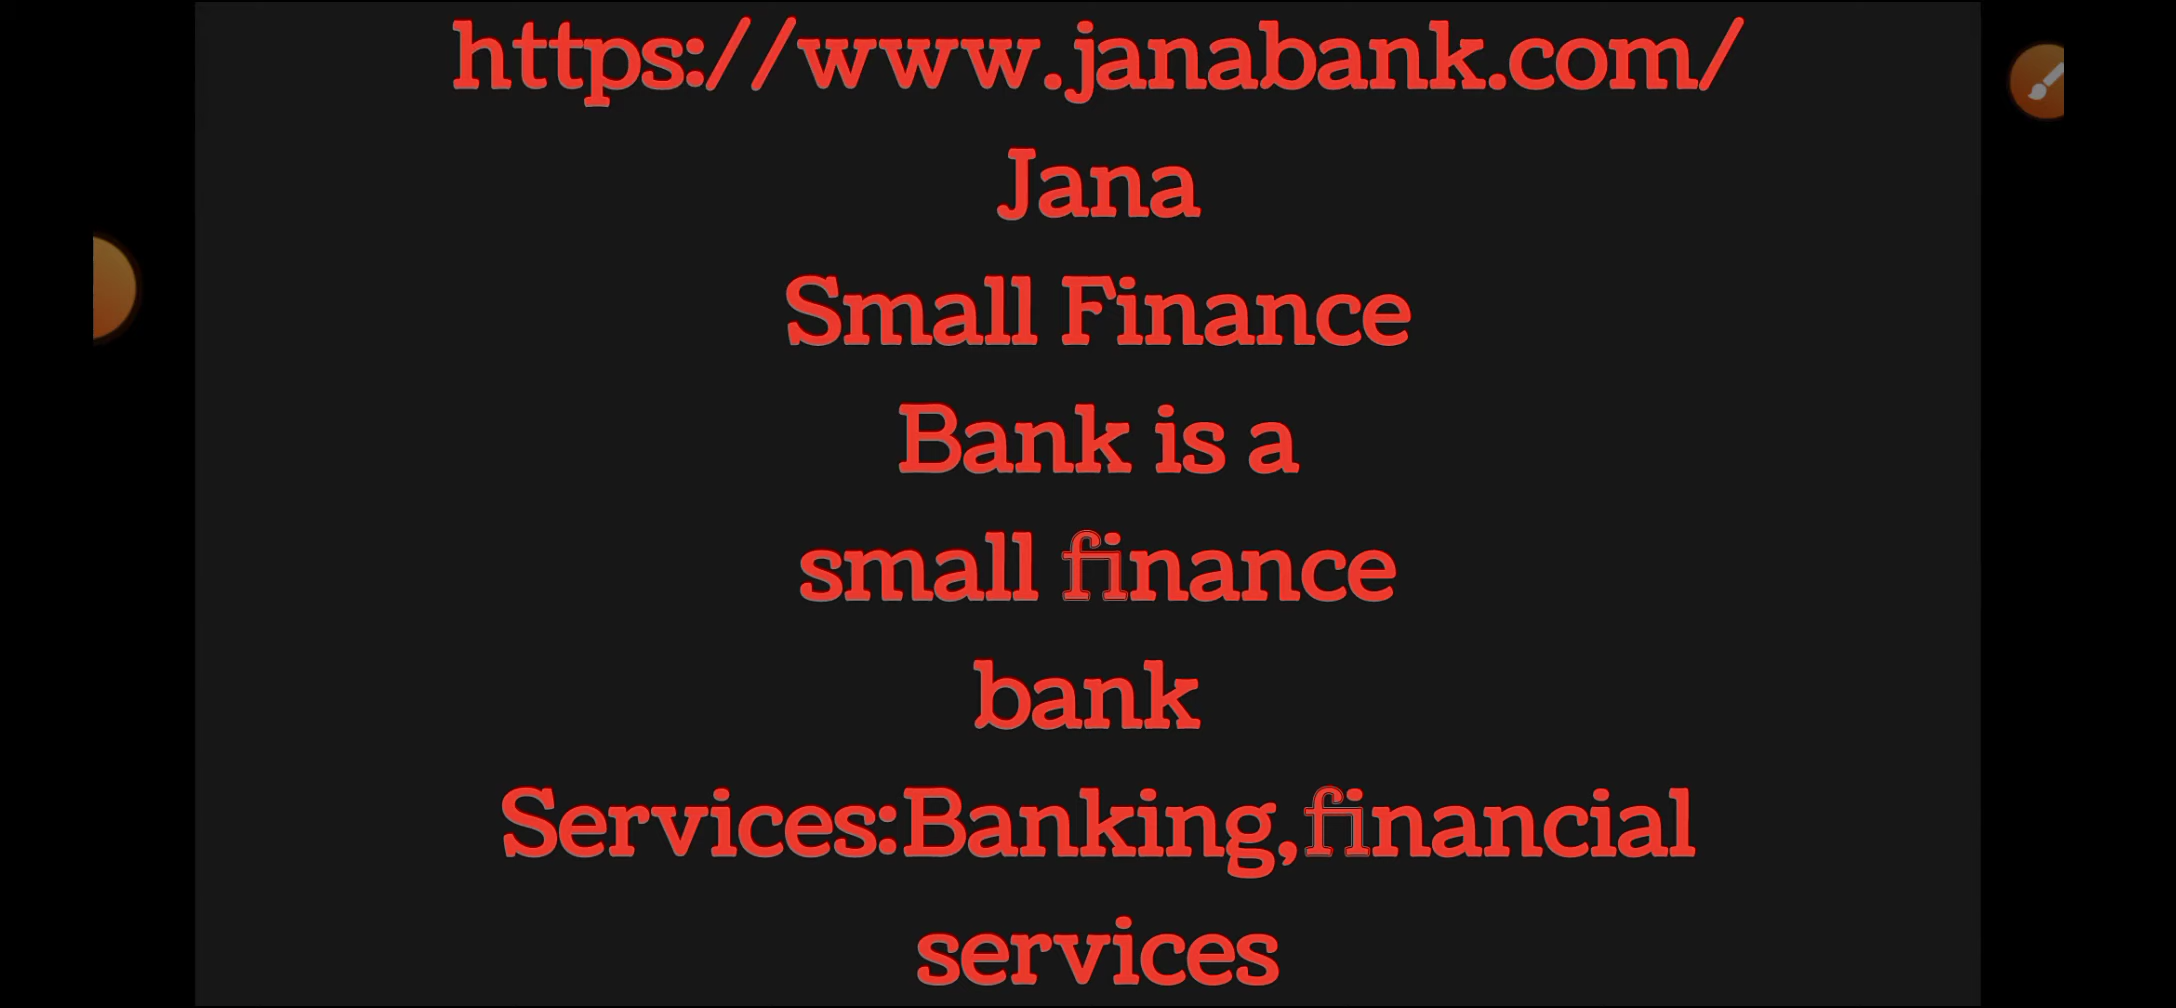 https://www.janabank.com/
Jana
Small Finance
Bank is a
small finance
bank
Services:Banking,financial
services